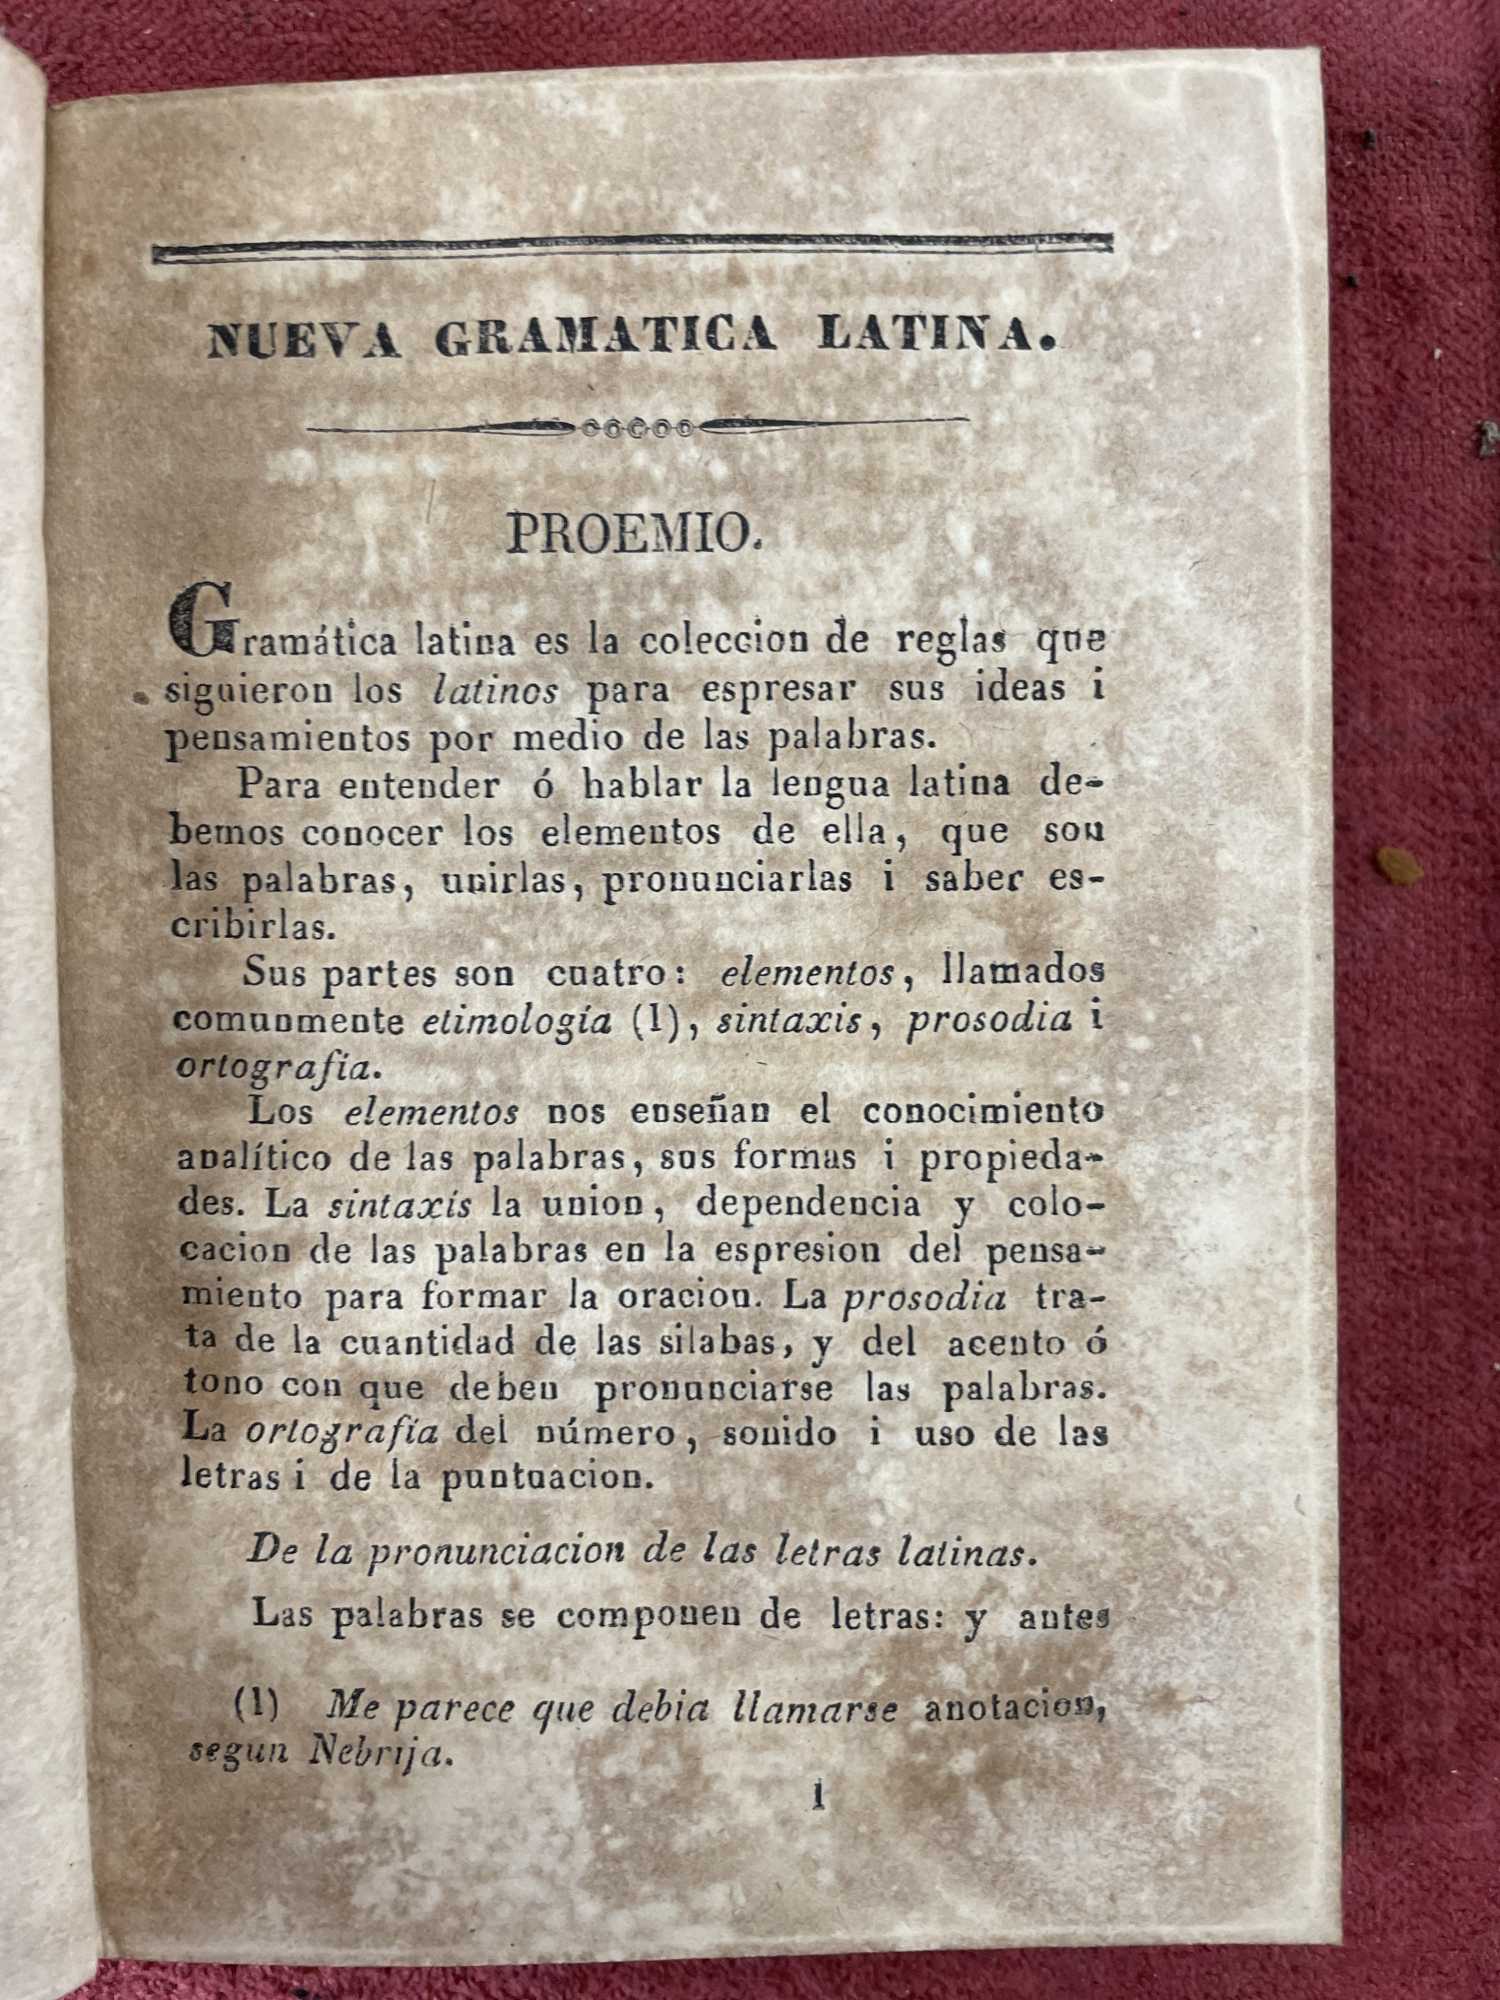 NUEVA GRAMATICA LATINA.
PROEMIO.
Gramática latina es la coleccion de reglas que
siguieron los latinos para espresar sus ideas i
pensamientos por medio de las palabras.
Para entender ó hablar la lengua latina de-
bemos conocer los elementos de ella, que son
las palabras, unirlas, pronunciarlas i saber es-
cribirlas.
Sus partes son cuatro: elementos, llamados
comunmente etimología (1), sintaxis, prosodia i
ortografia.
Los elementos nos enseñan el conocimiento
analítico de las palabras, sus formas i propieda-
des. La sintaxís la union, dependencia y colo-
cacion de las palabras en la espresion del pensa-
miento para formar la oracion. La prosodia tra-
ta de la cuantidad de las silabas, y del acento ó
tono con que deben pronunciarse las palabras.
La ortografía del número, sonido i uso de las
letras i de la puntuacion.
De la pronunciacion de las letras latinas.
Las palabras se componen de letras: y antes
(1) Me parece que debia llamarse anotacion,
segun Nebrija.
1